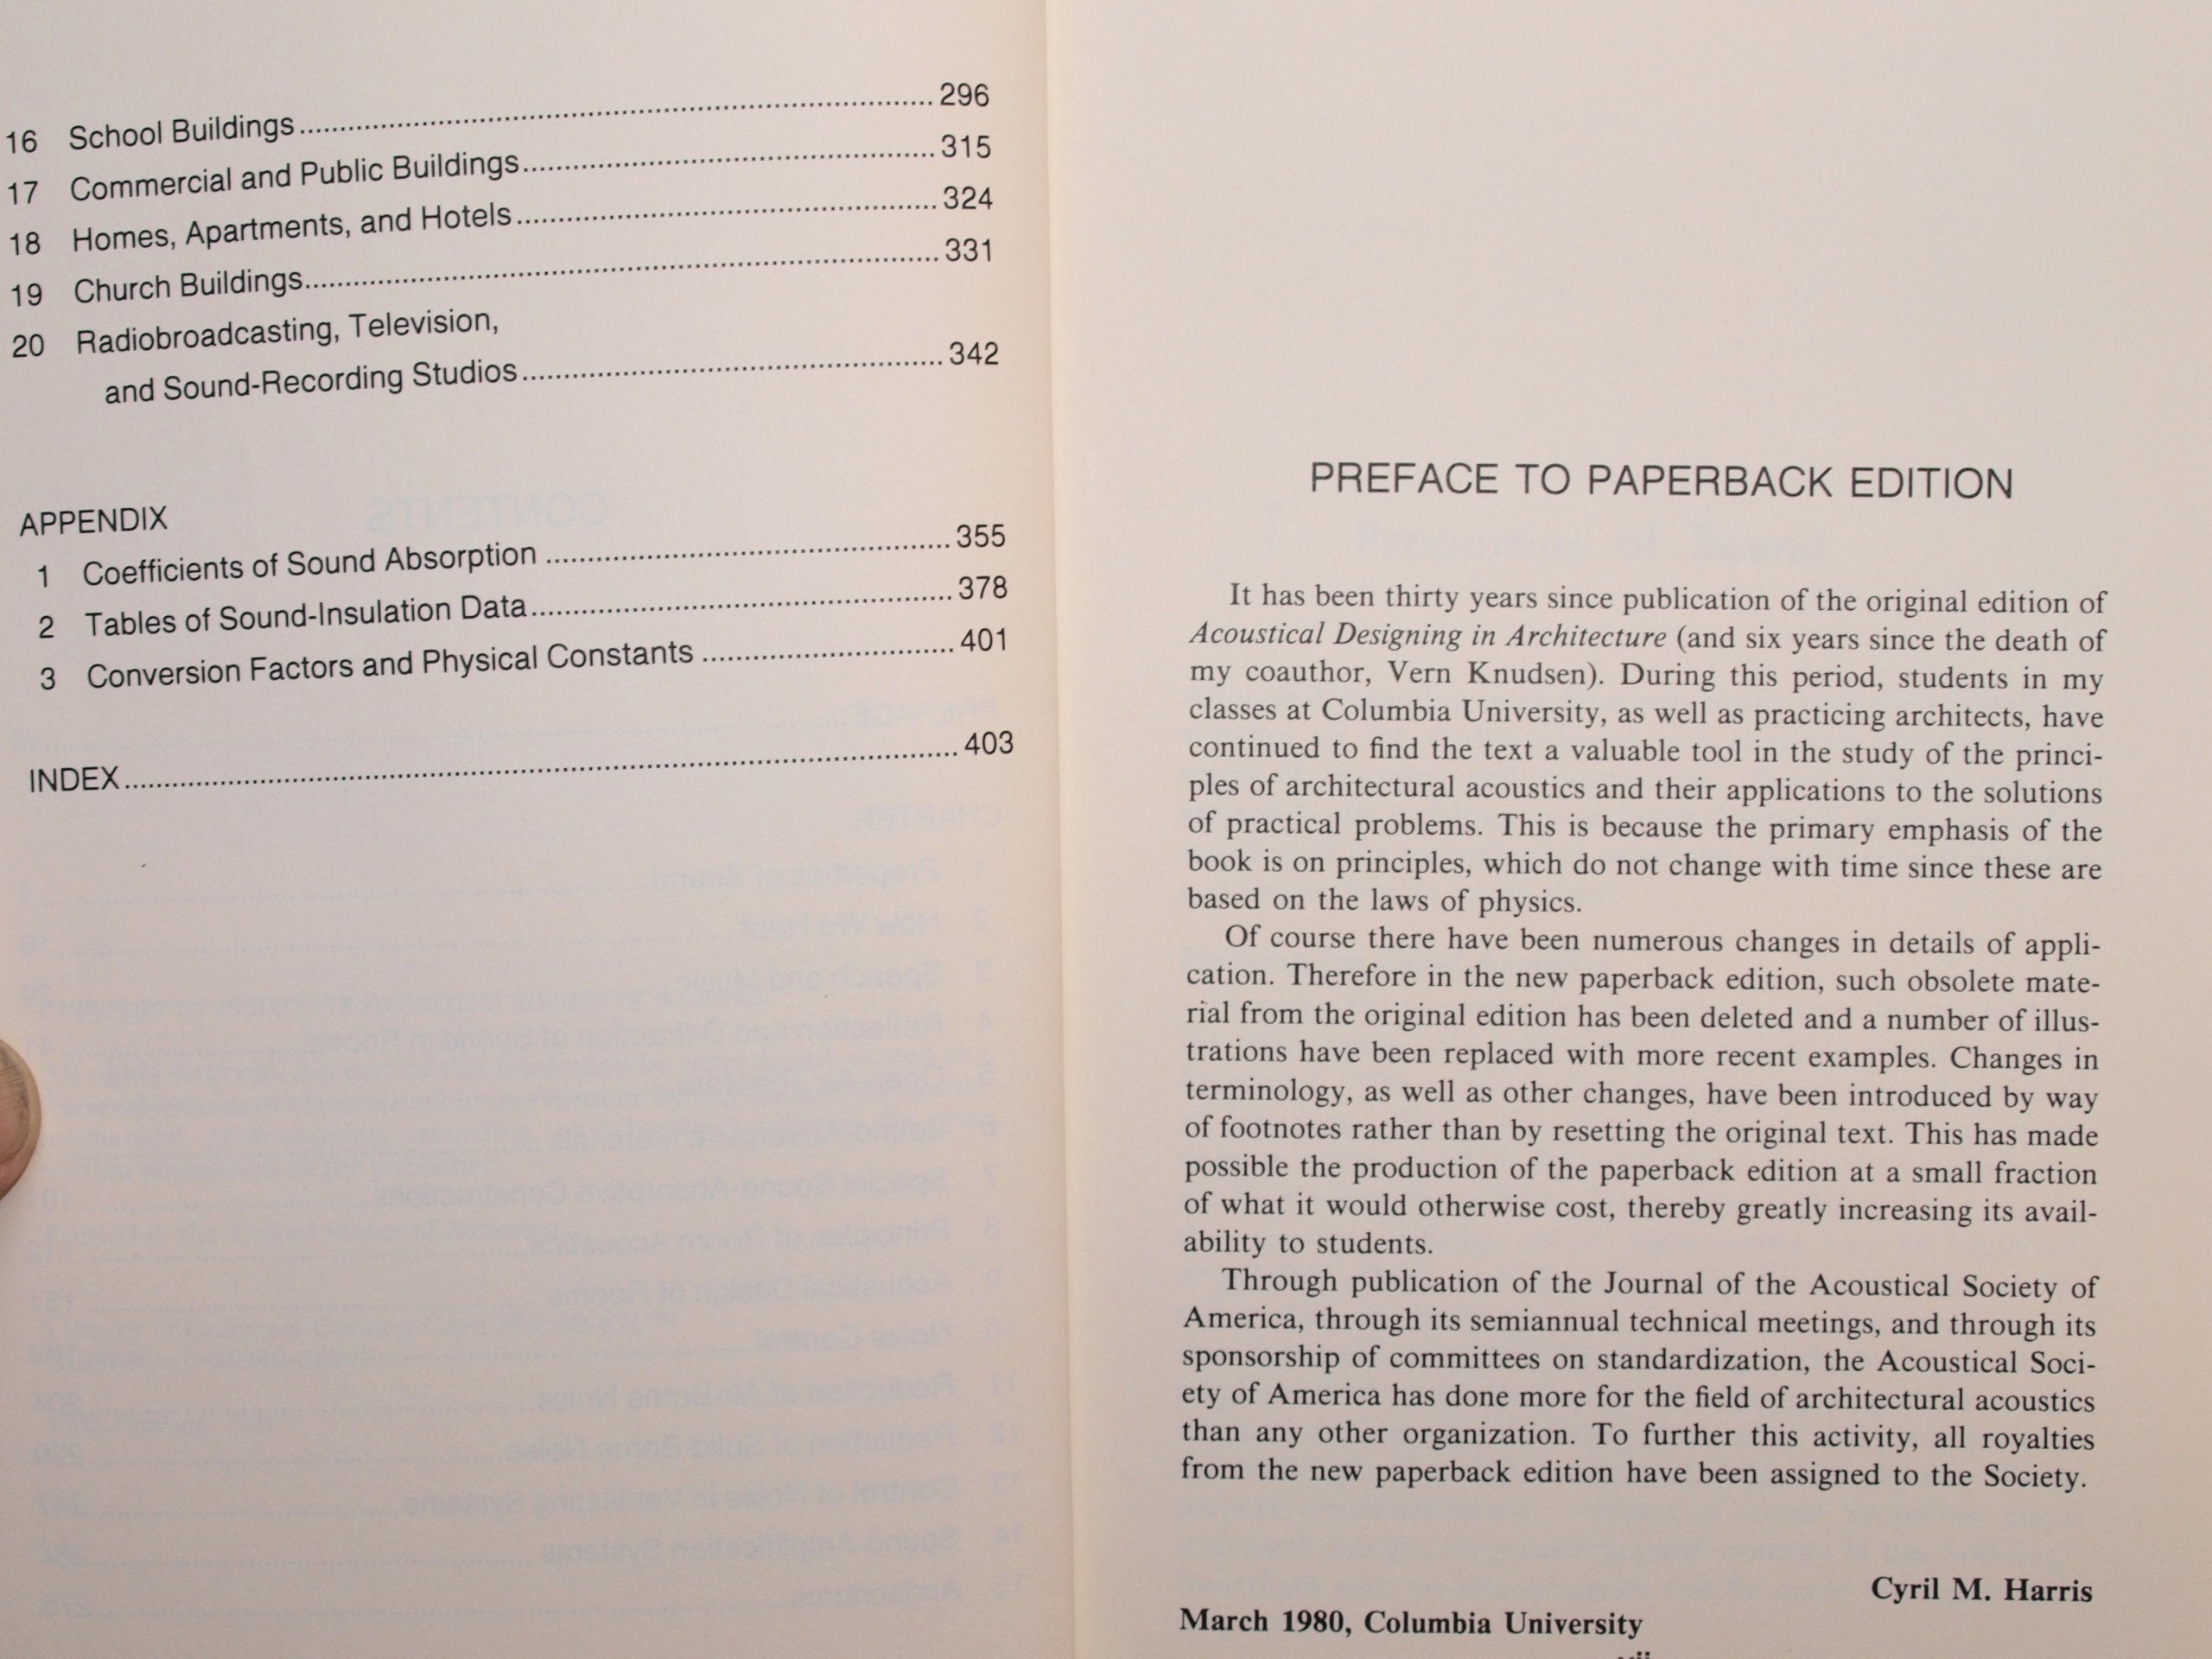 16 School Buildings........................................296
17 Commercial and Public Buildings........................................315
18 Homes, Apartments, and Hotels........................................324
19 Church Buildings........................................331
20 Radiobroadcasting, Television,
and Sound-Recording Studios........................................342
APPENDIX
1 Coefficients of Sound Absorption ........................................355
2 Tables of Sound-Insulation Data........................................378
3 Conversion Factors and Physical Constants ........................................401
INDEX........................................403
PREFACE TO PAPERBACK EDITION
It has been thirty years since publication of the original edition of
Acoustical Designing in Architecture (and six years since the death of
my coauthor, Vern Knudsen). During this period, students in my
classes at Columbia University, as well as practicing architects, have
continued to find the text a valuable tool in the study of the princi-
ples of architectural acoustics and their applications to the solutions
of practical problems. This is because the primary emphasis of the
book is on principles, which do not change with time since these are
based on the laws of physics.
Of course there have been numerous changes in details of appli-
cation. Therefore in the new paperback edition, such obsolete mate-
rial from the original edition has been deleted and a number of illus-
trations have been replaced with more recent examples. Changes in
terminology, as well as other changes, have been introduced by way
of footnotes rather than by resetting the original text. This has made
possible the production of the paperback edition at a small fraction
of what it would otherwise cost, thereby greatly increasing its avail-
ability to students.
Through publication of the Journal of the Acoustical Society of
America, through its semiannual technical meetings, and through its
sponsorship of committees on standardization, the Acoustical Soci-
ety of America has done more for the field of architectural acoustics
than any other organization. To further this activity, all royalties
from the new paperback edition have been assigned to the Society.
Cyril M. Harris
March 1980, Columbia University